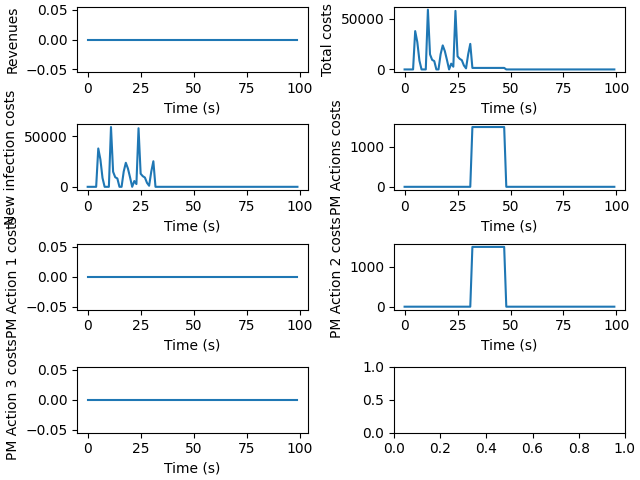 Revenues
0.05
0.00
−0.05
0 25 50 75 100
Time (s)
Total costs
50000
0
0 25 50 75 100
Time (s)
New infection costs
50000
0
0 25 50 75 100
Time (s)
PM Actions costs
1000
0
0 25 50 75 100
Time (s)
PM Action 1 costs
0.05
0.00
−0.05
0 25 50 75 100
Time (s)
PM Action 2 costs
1000
0
0 25 50 75 100
Time (s)
PM Action 3 costs
0.05
0.00
−0.05
0 25 50 75 100
Time (s)
1.0
0.5
0.0
0.0 0.2 0.4 0.6 0.8 1.0